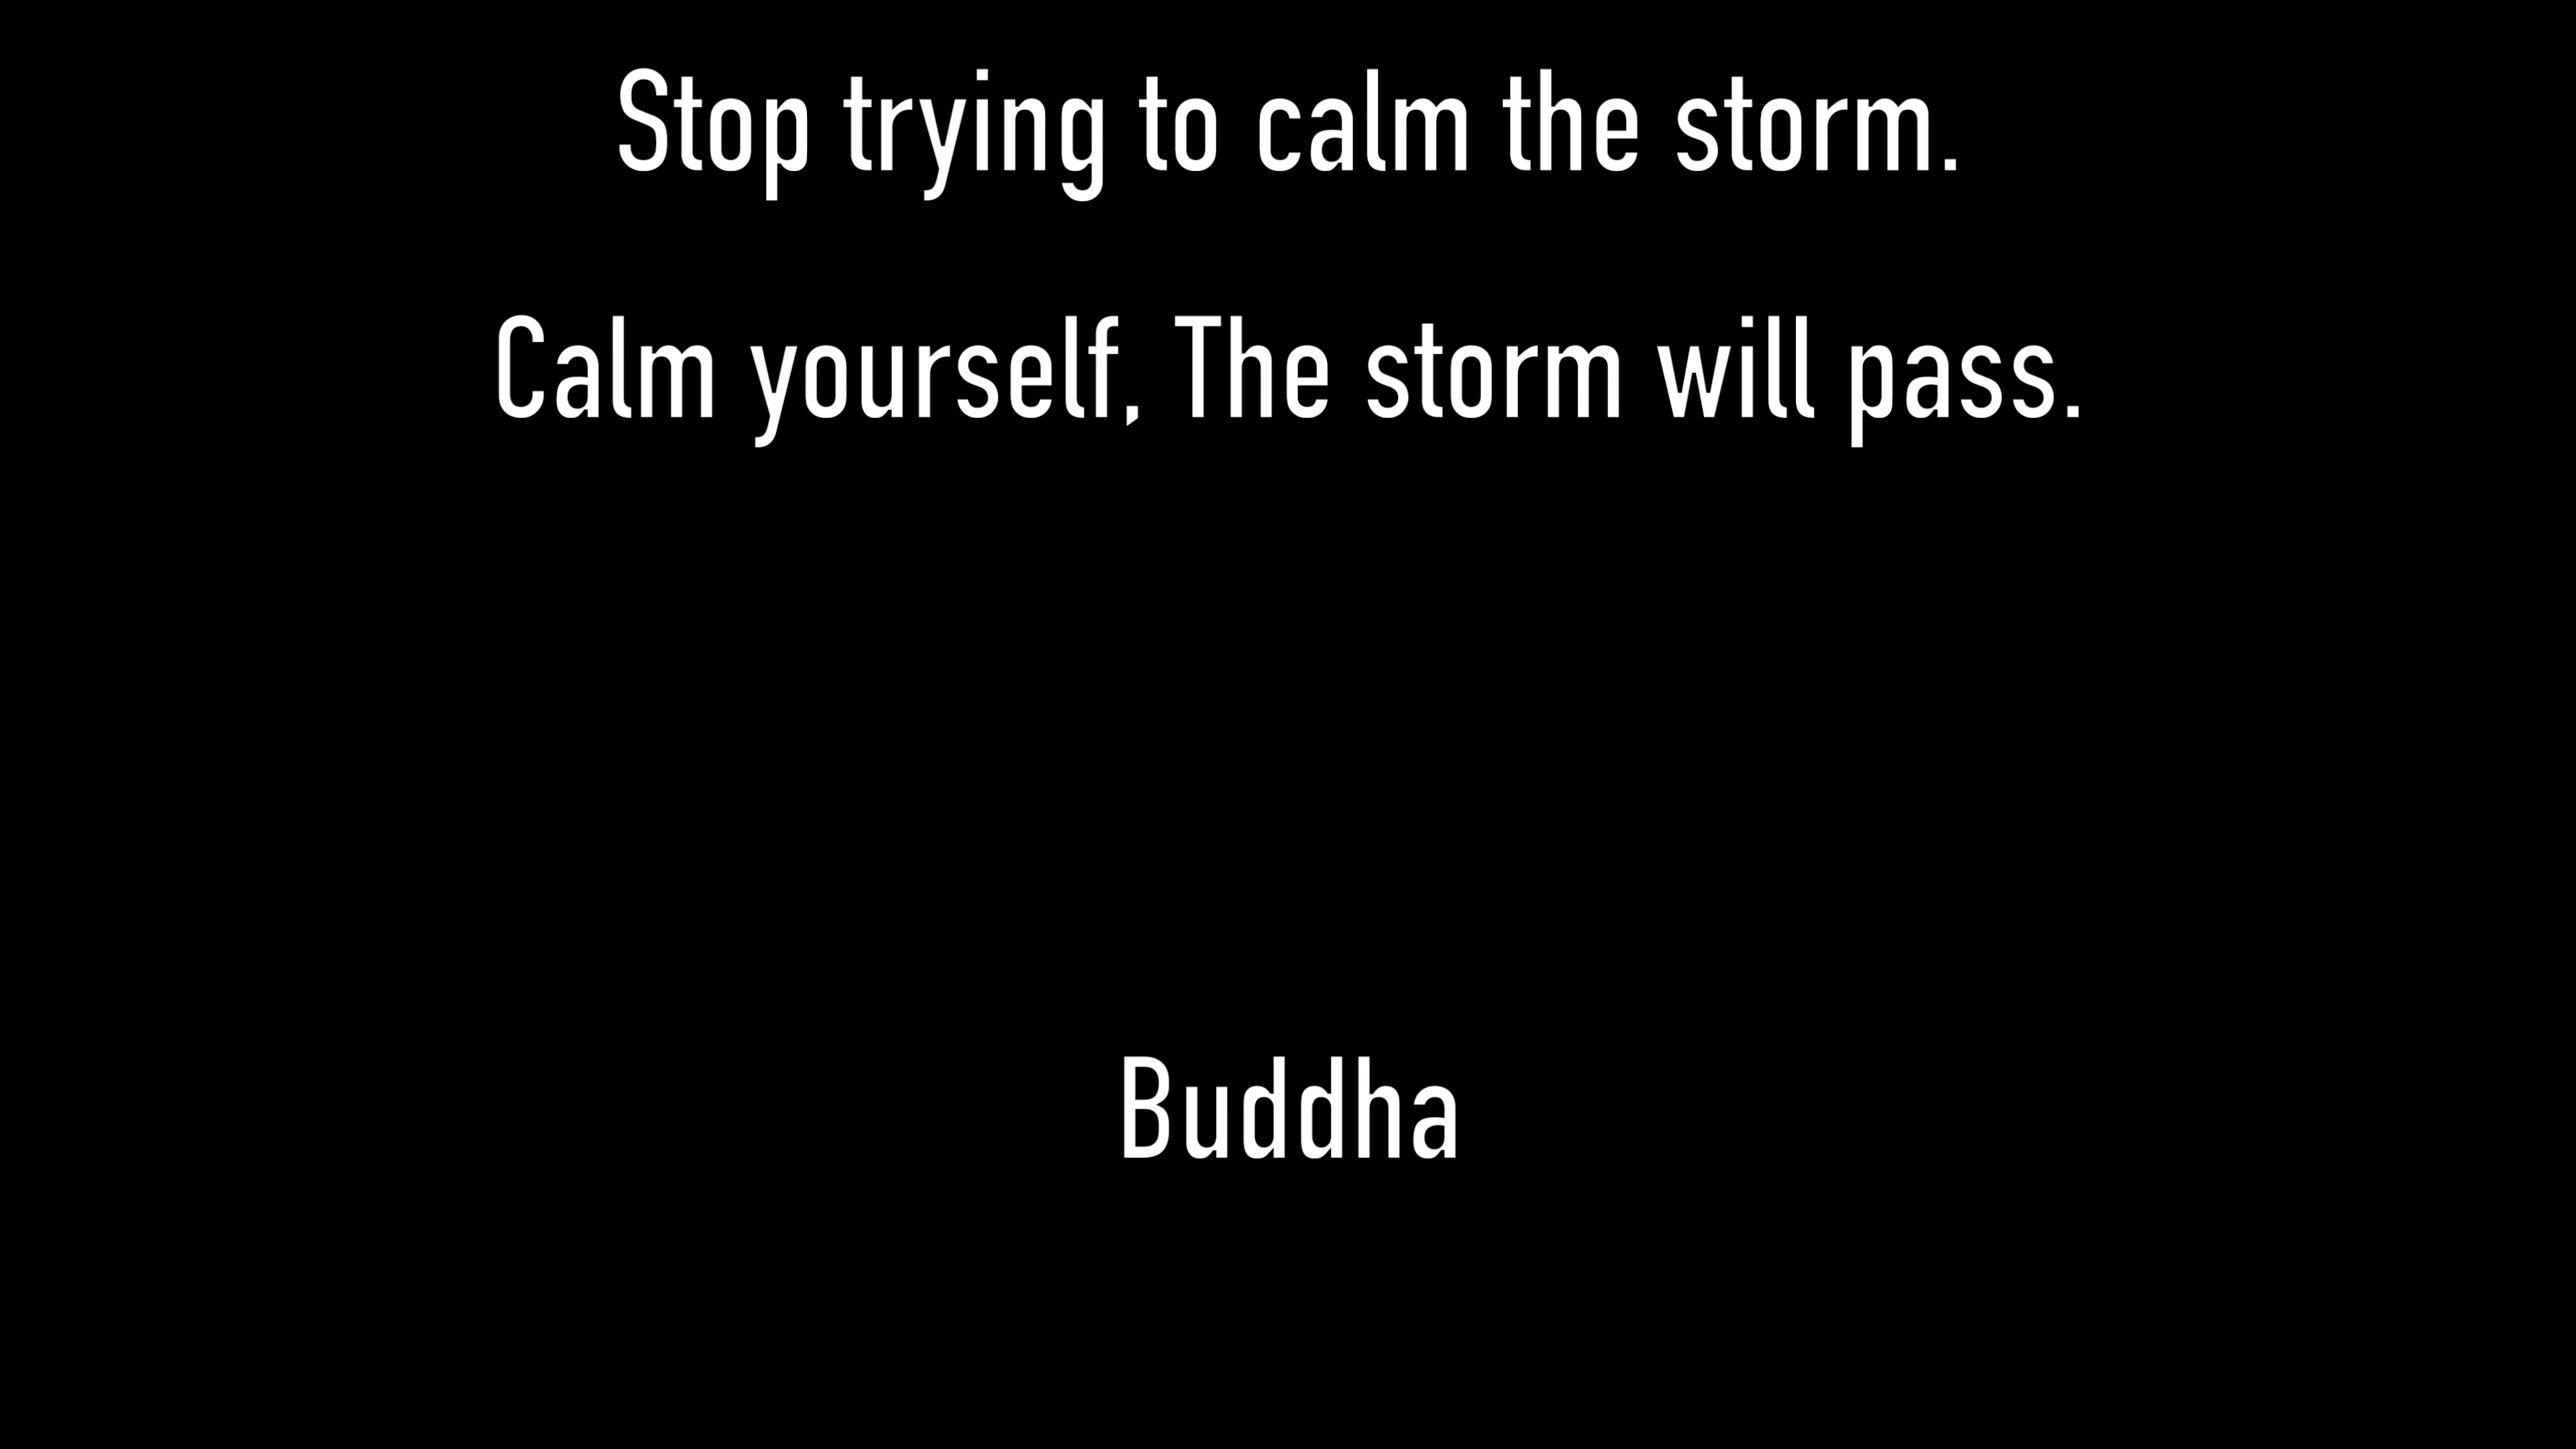 Stop trying to calm the storm.
Calm yourself, The storm will pass.
Buddha